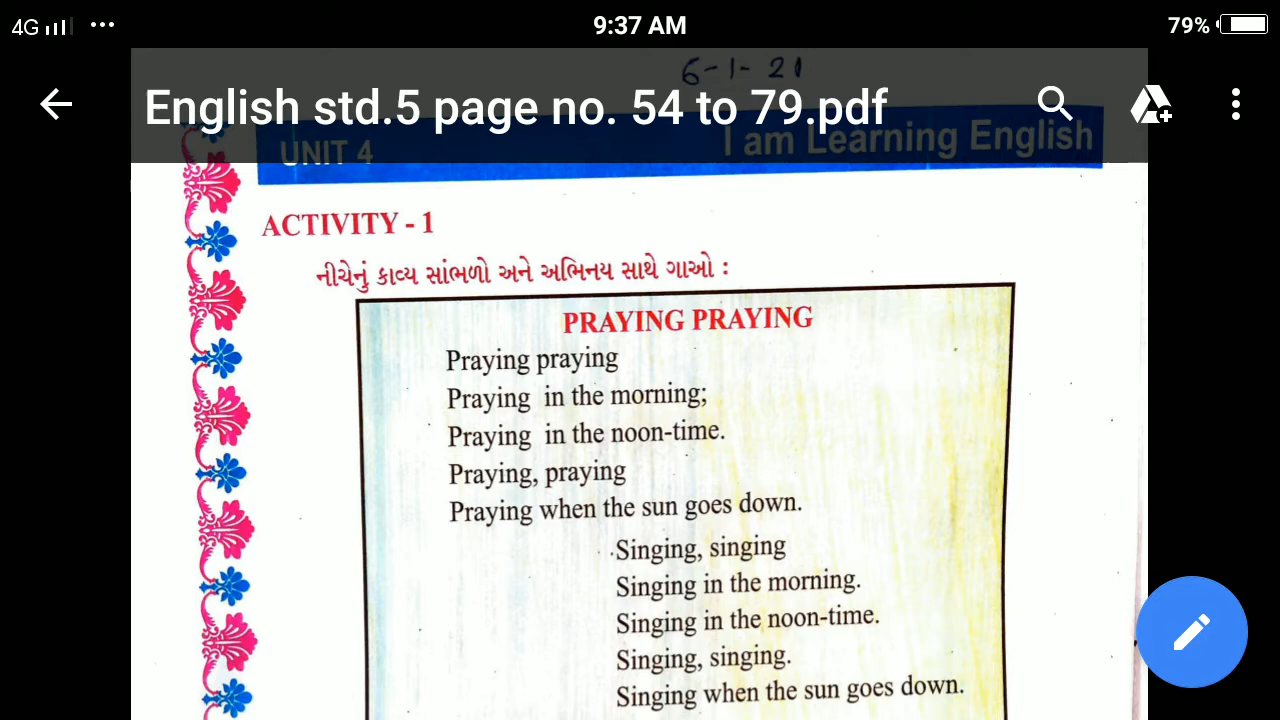 4G 9:37 AM 79%
6-1-21
English std.5 page no. 54 to 79.pdf
UNIT 4 I am Learning English
ACTIVITY - 1
નીચેનું કાવ્ય સાંભળો અને અભિનય સાથે ગાઓ :
PRAYING PRAYING
Praying praying
Praying in the morning;
Praying in the noon-time.
Praying, praying
Praying when the sun goes down.
Singing, singing
Singing in the morning.
Singing in the noon-time.
Singing, singing.
Singing when the sun goes down.